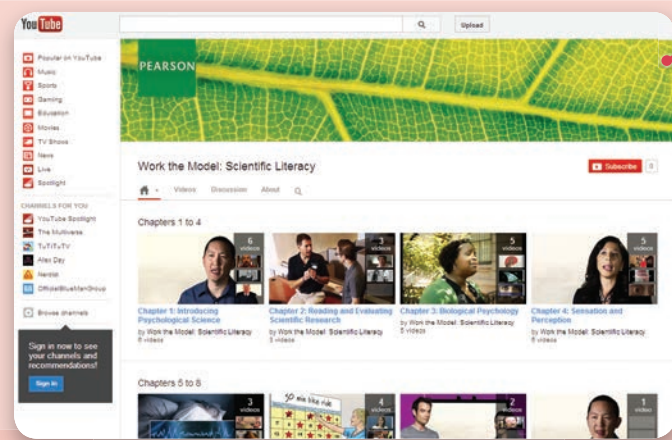 You Tube
Upload
Popular on YouTube
Music
Sports
Gaming
Education
Movies
TV Shows
News
Live
Spotlight
CHANNELS FOR YOU
YouTube Spotlight
The Multiverse
TuTiTuTV
Alex Day
Nerdist
OfficialBlueManGroup
Browse channels
Sign in now to see
your channels and
recommendations!
Sign in
PEARSON
Work the Model: Scientific Literacy
Subscribe 0
Videos Discussion About
Chapters 1 to 4
6
videos
3
videos
5
videos
5
videos
Chapter 1: Introducing
Psychological Science
by Work the Model: Scientific Literacy
6 videos
Chapter 2: Reading and Evaluating
Scientific Research
by Work the Model: Scientific Literacy
Chapter 3: Biological Psychology
by Work the Model: Scientific Literacy
5 videos
Chapter 4: Sensation and
Perception
by Work the Model: Scientific Literacy
5 videos
Chapters 5 to 8
3
videos
50 min bike ride
4
videos
2
videos
1
videos